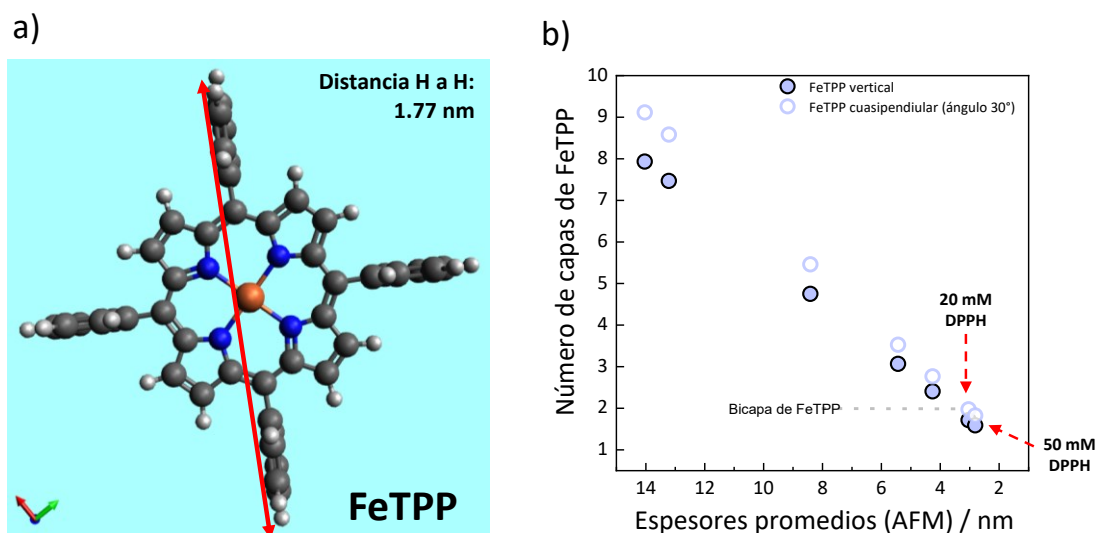 a)
Distancia H a H:
1.77 nm
FeTPP
b)
Número de capas de FeTPP
10
9
8
7
6
5
4
3
2
1
FeTPP vertical
FeTPP cuasipendiular (ángulo 30°)
20 mM
DPPH
Bicapa de FeTPP
50 mM
DPPH
14 12 10 8 6 4 2
Espesores promedios (AFM) / nm